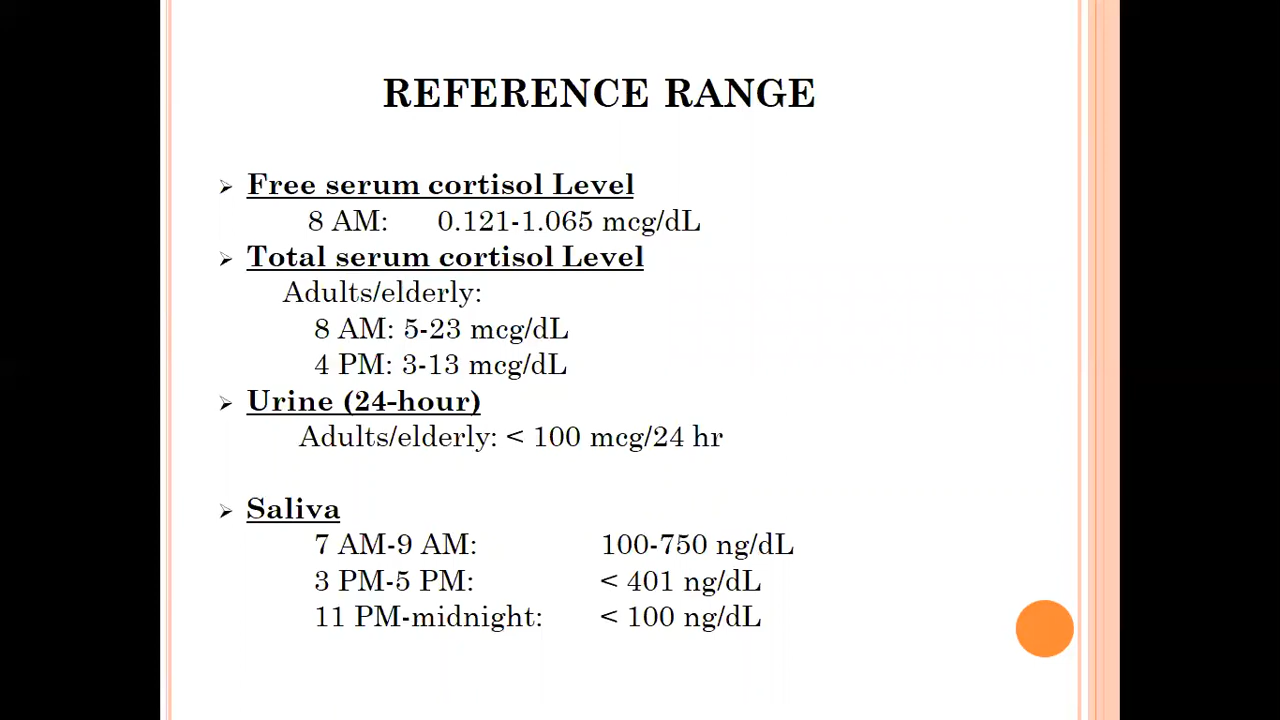 REFERENCE RANGE
➢ Free serum cortisol Level
8 AM: 0.121-1.065 mcg/dL
➢ Total serum cortisol Level
Adults/elderly:
8 AM: 5-23 mcg/dL
4 PM: 3-13 mcg/dL
➢ Urine (24-hour)
Adults/elderly: < 100 mcg/24 hr
➢ Saliva
7 AM-9 AM: 100-750 ng/dL
3 PM-5 PM: < 401 ng/dL
11 PM-midnight: < 100 ng/dL